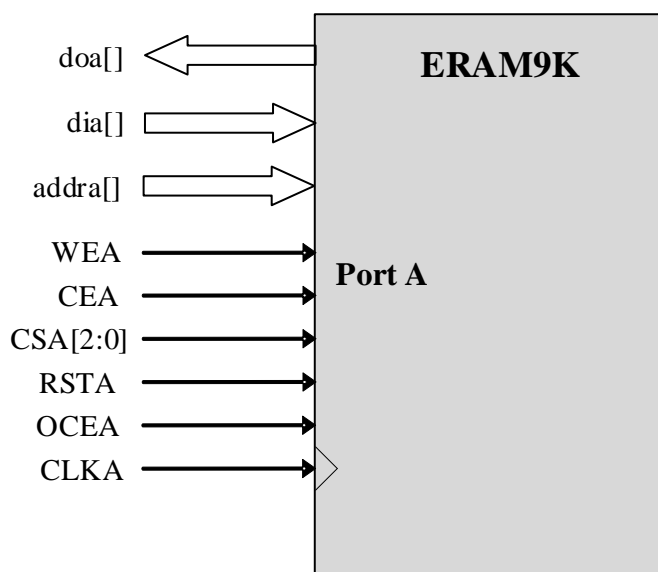 doa[]
ERAM9K
dia[]
addra[]
WEA
Port A
CEA
CSA[2:0]
RSTA
OCEA
CLKA